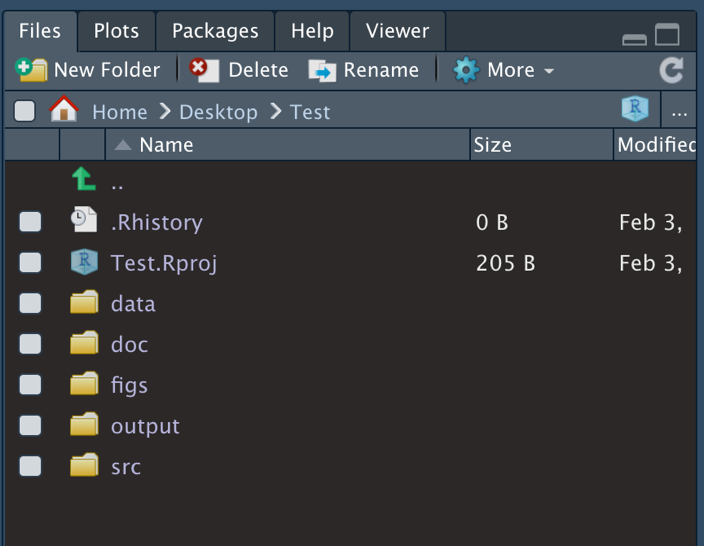 Files Plots Packages Help Viewer
New Folder Delete Rename More
Home Desktop Test R ...
Name Size Modified
..
.Rhistory 0 B Feb 3,
R Test.Rproj 205 B Feb 3,
data
doc
figs
output
src